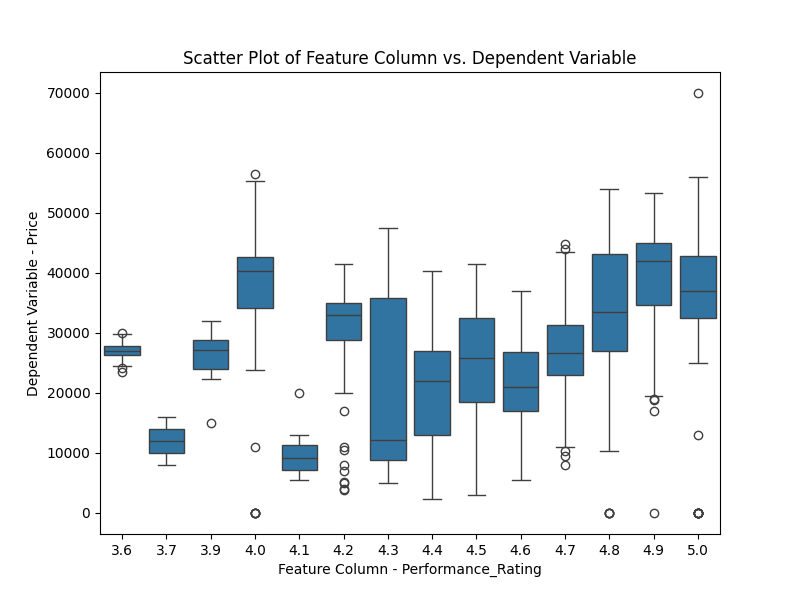 Scatter Plot of Feature Column vs. Dependent Variable
Dependent Variable - Price
70000
60000
50000
40000
30000
20000
10000
0
3.6 3.7 3.9 4.0 4.1 4.2 4.3 4.4 4.5 4.6 4.7 4.8 4.9 5.0
Feature Column - Performance_Rating